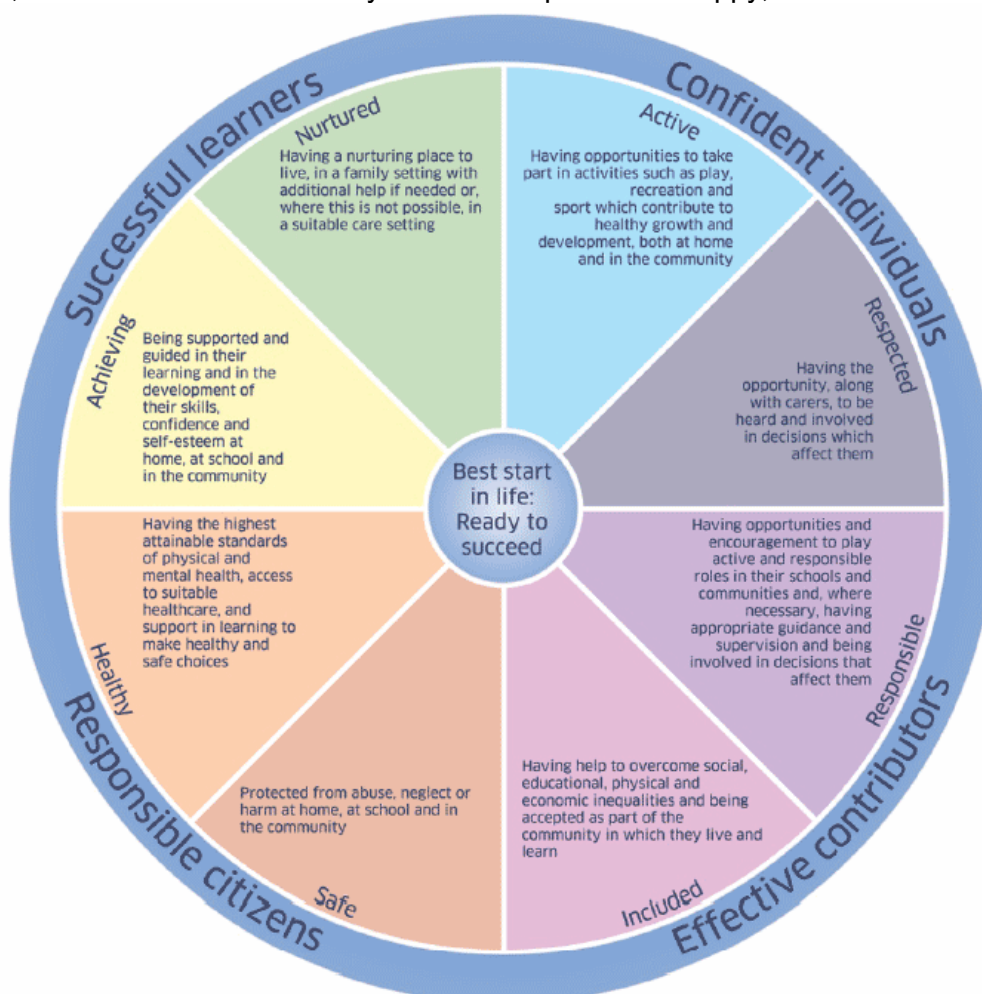 Successful learners
Confident individuals
Nurtured
Having a nurturing place to
live, in a family setting with
additional help if needed or,
where this is not possible, in
a suitable care setting
Active
Having opportunities to take
part in activities such as play,
recreation and
sport which contribute to
healthy growth and
development, both at home
and in the community
Achieving
Being supported and
guided in their
learning and in the
development of
their skills,
confidence and
self-esteem at
home, at school and
in the community
Respected
Having the
opportunity, along
with carers, to be
heard and involved
in decisions which
affect them
Best start
in life:
Ready to
succeed
Healthy
Having the highest
attainable standards
of physical and
mental health, access
to suitable
healthcare, and
support in learning to
make healthy and
safe choices
Responsible
Having opportunities and
encouragement to play
active and responsible
roles in their schools and
communities and, where
necessary, having
appropriate guidance and
supervision and being
involved in decisions that
affect them
Safe
Protected from abuse, neglect or
harm at home, at school and in
the community
Included
Having help to overcome social,
educational, physical and
economic inequalities and being
accepted as part of the
community in which they live and
learn
Responsible citizens
Effective contributors